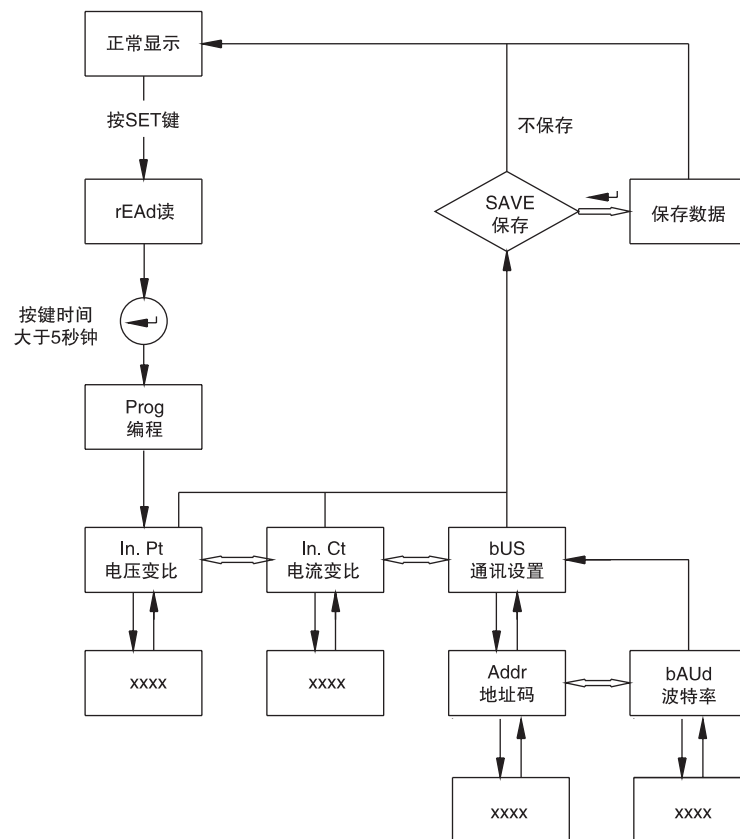 正常显示
按SET键
不保存
rEAd读
SAVE
保存
保存数据
按键时间
大于5秒钟
Prog
编程
In. Pt
电压变比
In. Ct
电流变比
bUS
通讯设置
xxxx
xxxx
Addr
地址码
bAUd
波特率
xxxx
xxxx